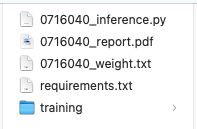 0716040_inference.py
0716040_report.pdf
0716040_weight.txt
requirements.txt
training